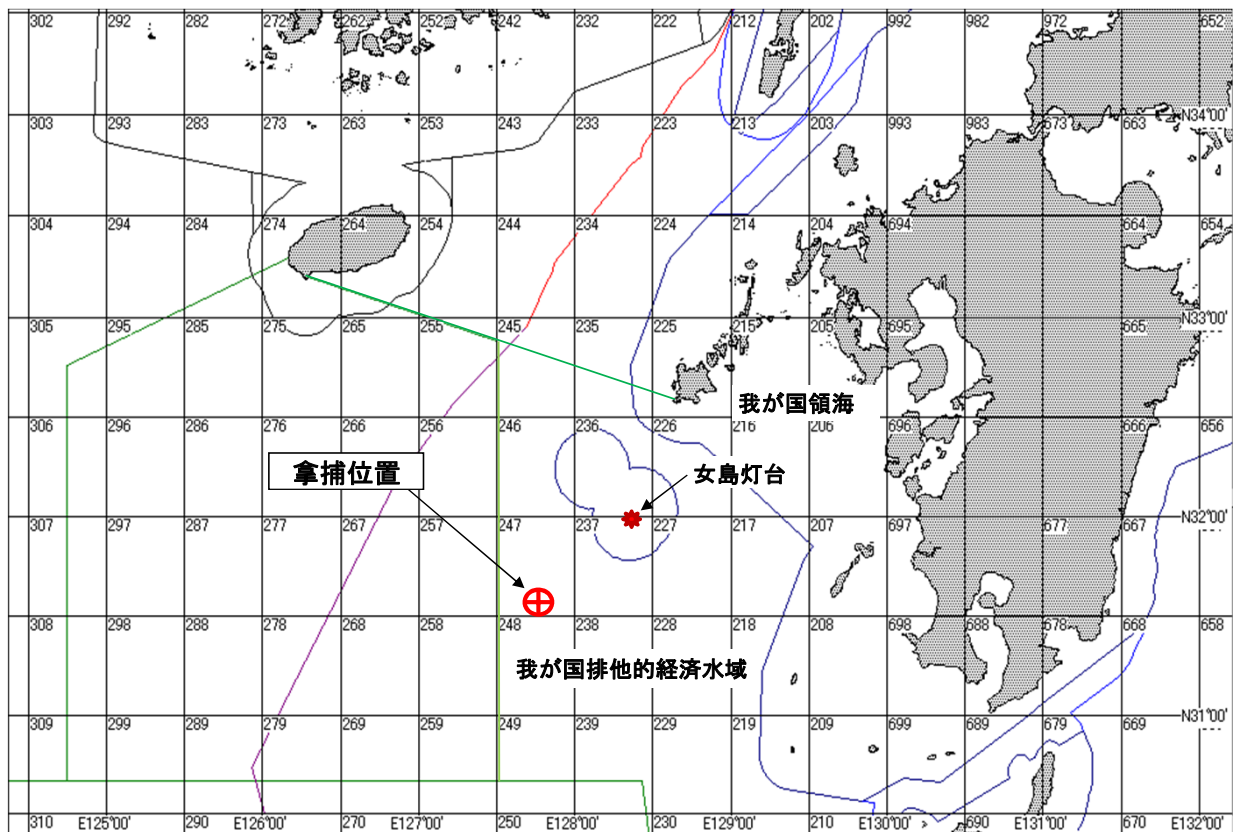 302 292 282 272 262 252 242 232 222 212 202 992 982 972 652
303 293 283 273 263 253 243 233 223 213 203 993 983 673 663 N34°00'
304 294 284 274 264 254 244 234 224 214 204 694 664 654
305 295 285 275 265 255 245 235 225 215 205 695 665 N33°00'
我が国領海
306 296 286 276 266 256 246 226 216 206 696 666 656
拿捕位置
女島灯台
307 297 287 277 257 247 237 227 217 207 697 677 667 N32°00'
308 298 288 278 268 258 248 238 228 218 208 698 688 678 668 658
我が国排他的経済水域
309 299 289 279 269 259 249 239 229 219 209 699 689 679 669 N31°00'
310 E125°00' 290 E126°00' 270 E127°00' 250 E128°00' 230 E129°00' 210 E130°00' 690 E131°00' 670 E132°00'